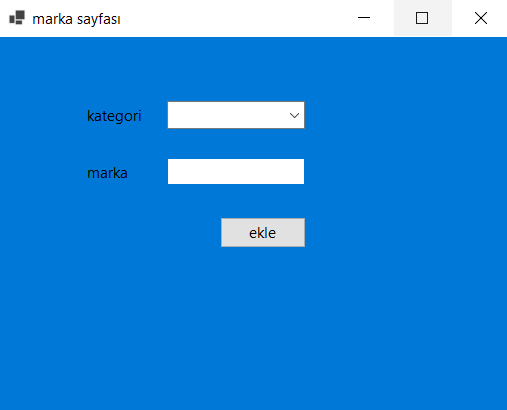 marka sayfası
kategori
marka
ekle